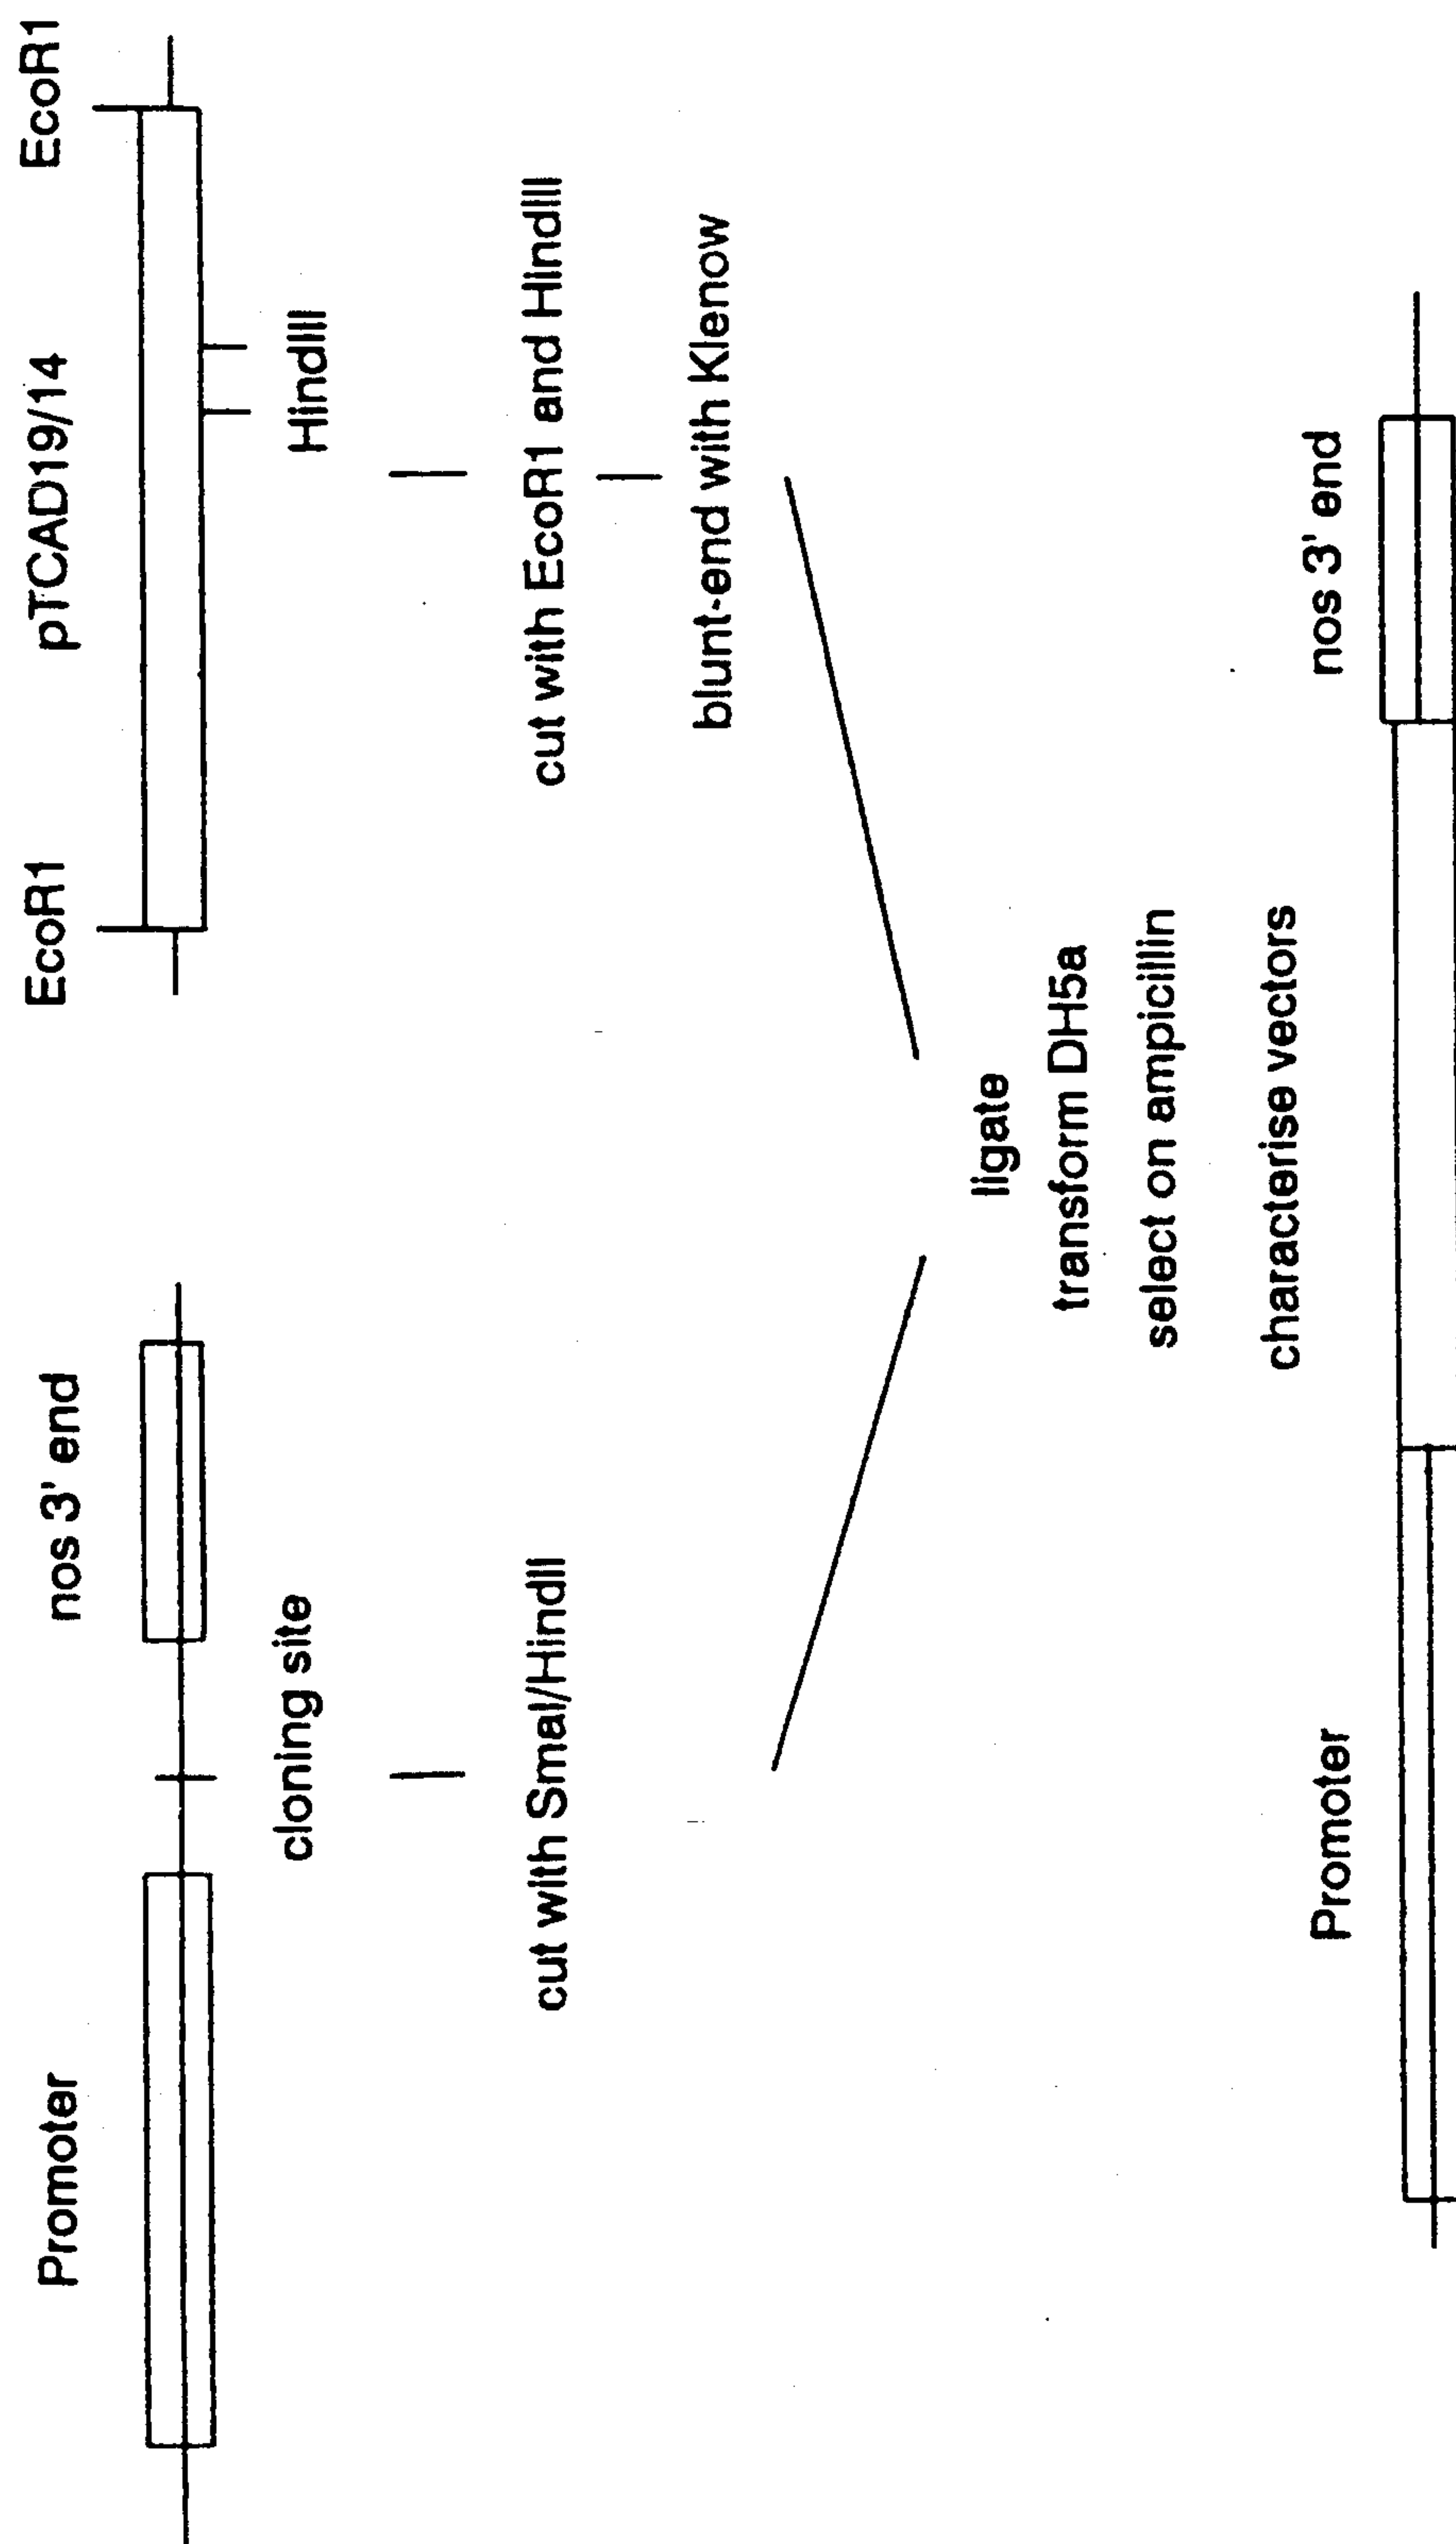 Promoter
nos 3' end
EcoR1
pTCAD19/14
EcoR1
cloning site
HindIII
cut with SmaI/HindII
cut with EcoR1 and HindIII
blunt-end with Klenow
ligate
transform DH5a
select on ampicillin
characterise vectors
Promoter
nos 3' end